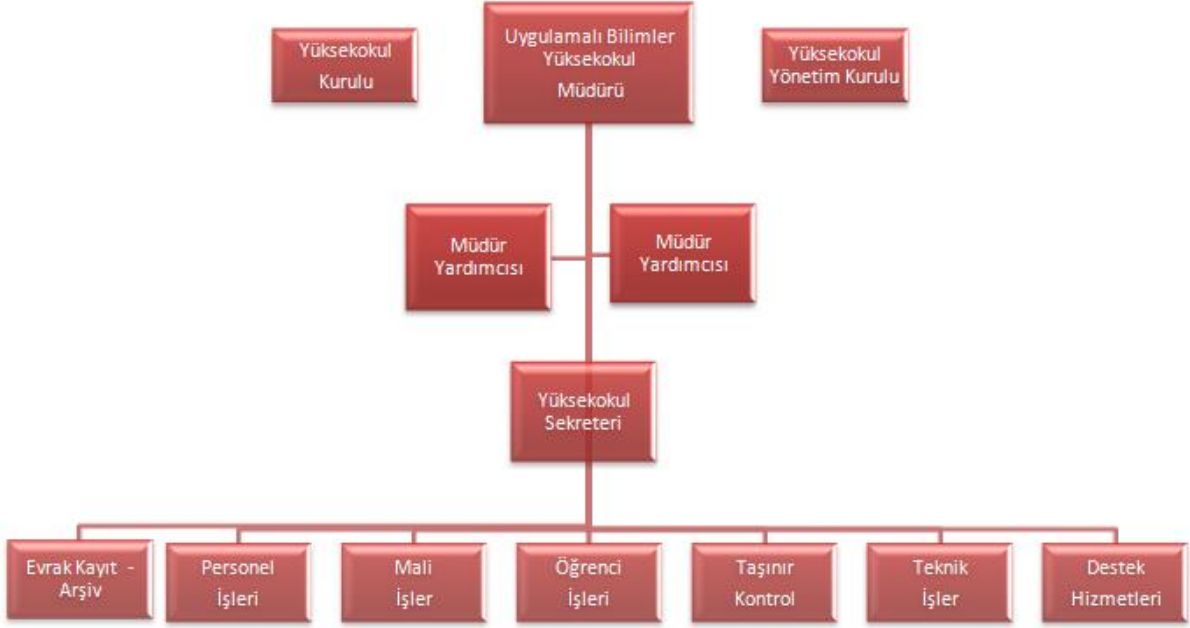 Yüksekokul
Kurulu
Uygulamalı Bilimler
Yüksekokul
Müdürü
Yüksekokul
Yönetim Kurulu
Müdür
Yardımcısı
Müdür
Yardımcısı
Yüksekokul
Sekreteri
Evrak Kayıt -
Arşiv
Personel
İşleri
Mali
İşler
Öğrenci
İşleri
Taşınır
Kontrol
Teknik
İşler
Destek
Hizmetleri